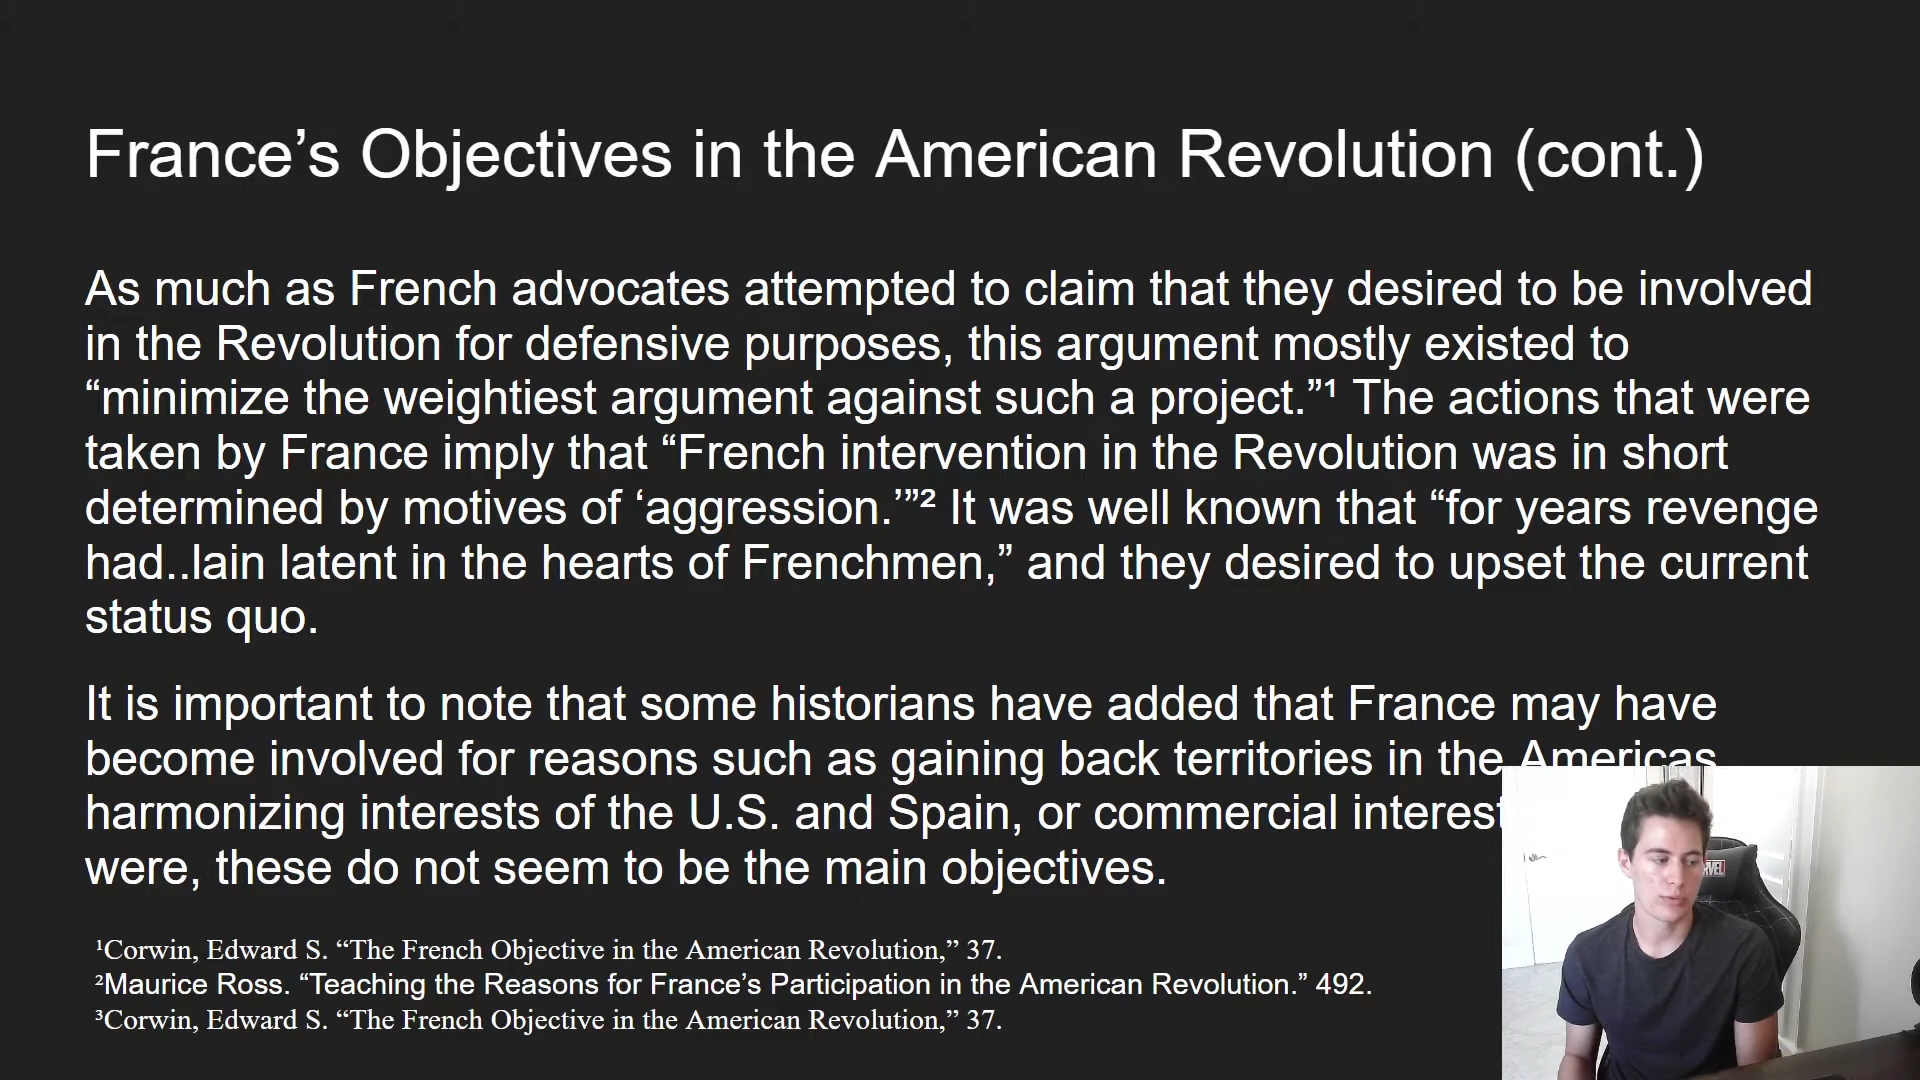 France’s Objectives in the American Revolution (cont.)
As much as French advocates attempted to claim that they desired to be involved
in the Revolution for defensive purposes, this argument mostly existed to
“minimize the weightiest argument against such a project.”¹ The actions that were
taken by France imply that “French intervention in the Revolution was in short
determined by motives of ‘aggression.’”² It was well known that “for years revenge
had..lain latent in the hearts of Frenchmen,” and they desired to upset the current
status quo.
It is important to note that some historians have added that France may have
become involved for reasons such as gaining back territories in the Americas
harmonizing interests of the U.S. and Spain, or commercial interest
were, these do not seem to be the main objectives.
¹Corwin, Edward S. “The French Objective in the American Revolution,” 37.
²Maurice Ross. “Teaching the Reasons for France’s Participation in the American Revolution.” 492.
³Corwin, Edward S. “The French Objective in the American Revolution,” 37.